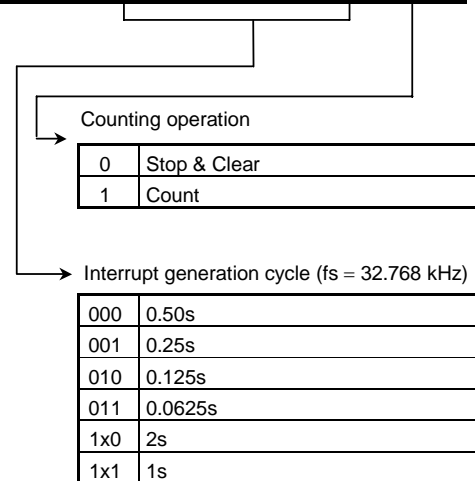 Counting operation
0 Stop & Clear
1 Count
Interrupt generation cycle (fs = 32.768 kHz)
000 0.50s
001 0.25s
010 0.125s
011 0.0625s
1x0 2s
1x1 1s